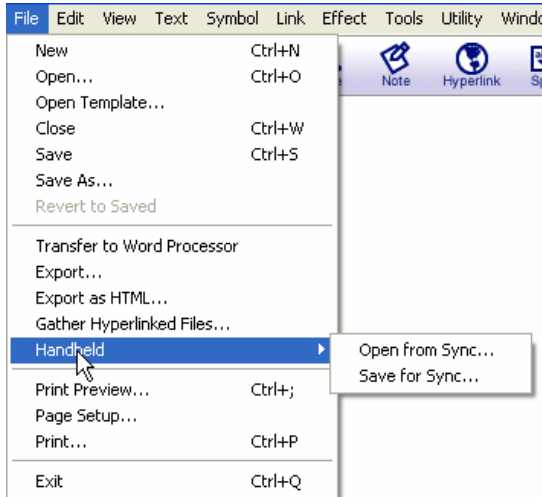 File Edit View Text Symbol Link Effect Tools Utility
Note Hyperlink
New Ctrl+N
Open... Ctrl+O
Open Template...
Close Ctrl+W
Save Ctrl+S
Save As...
Revert to Saved
Transfer to Word Processor
Export...
Export as HTML...
Gather Hyperlinked Files...
Handheld
Open from Sync...
Save for Sync...
Print Preview... Ctrl+;
Page Setup...
Print... Ctrl+P
Exit Ctrl+Q